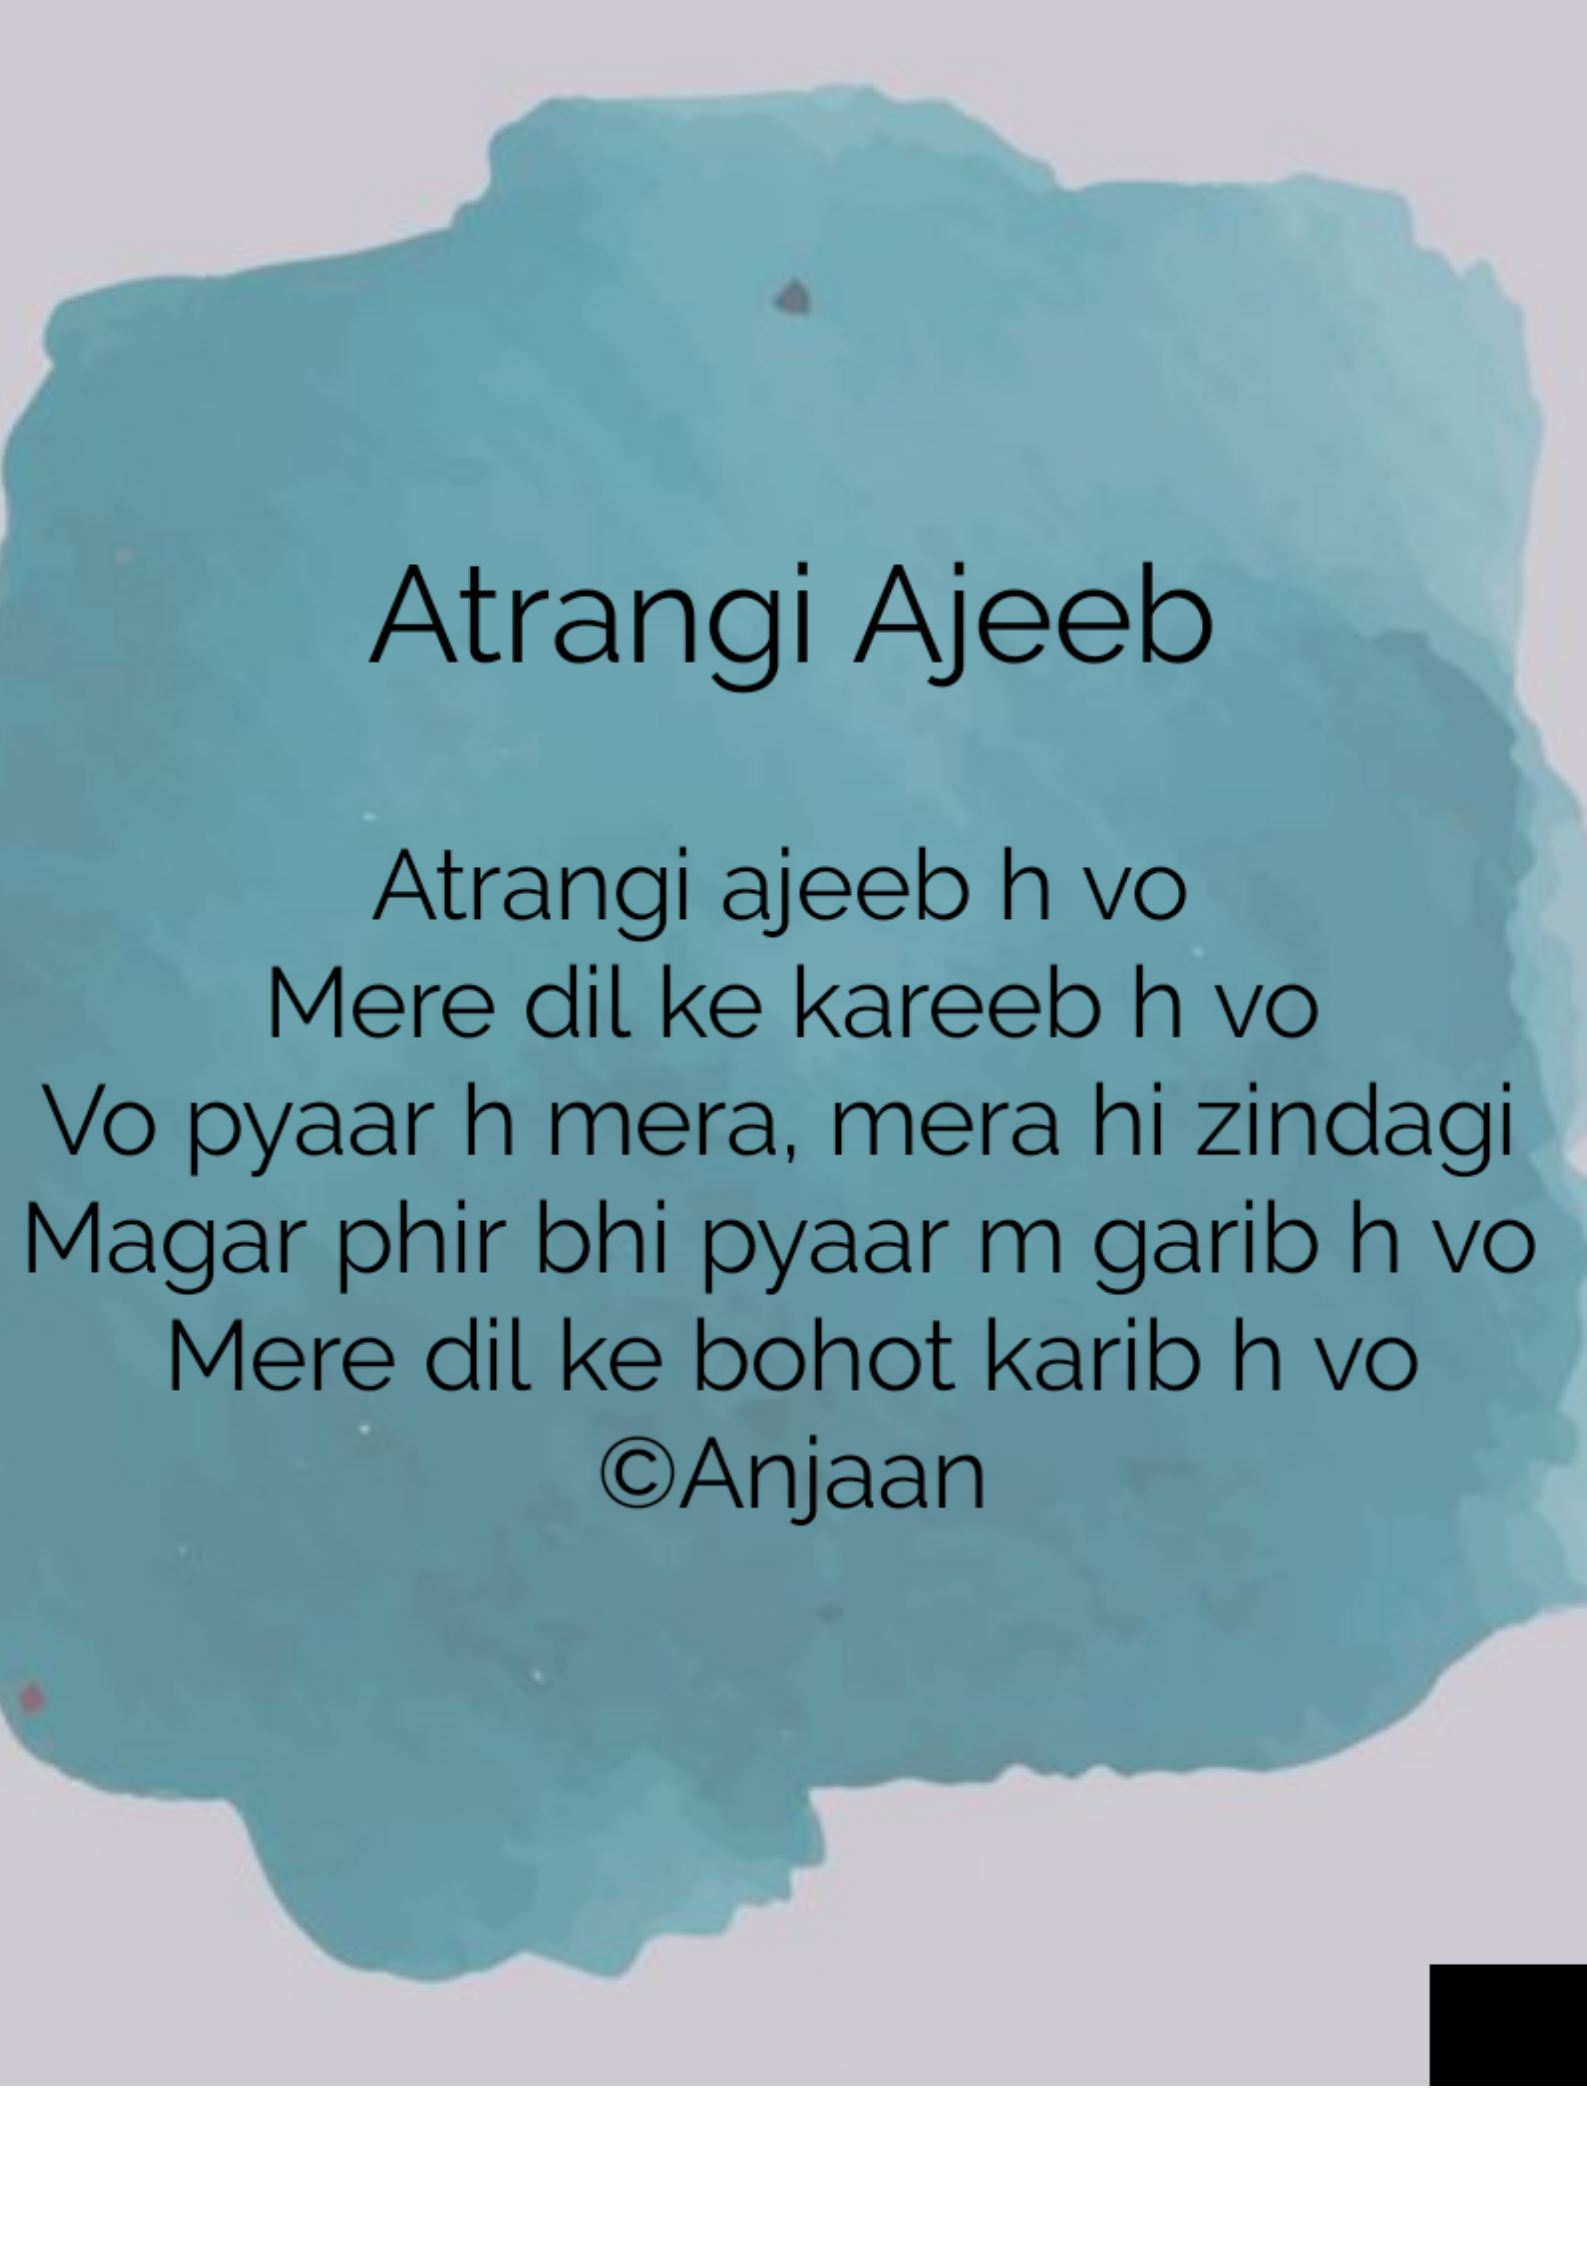 Atrangi Ajeeb
Atrangi ajeeb h vo
Mere dil ke kareeb h vo
Vo pyaar h mera, mera hi zindagi
Magar phir bhi pyaar m garib h vo
Mere dil ke bohot karib h vo
©Anjaan